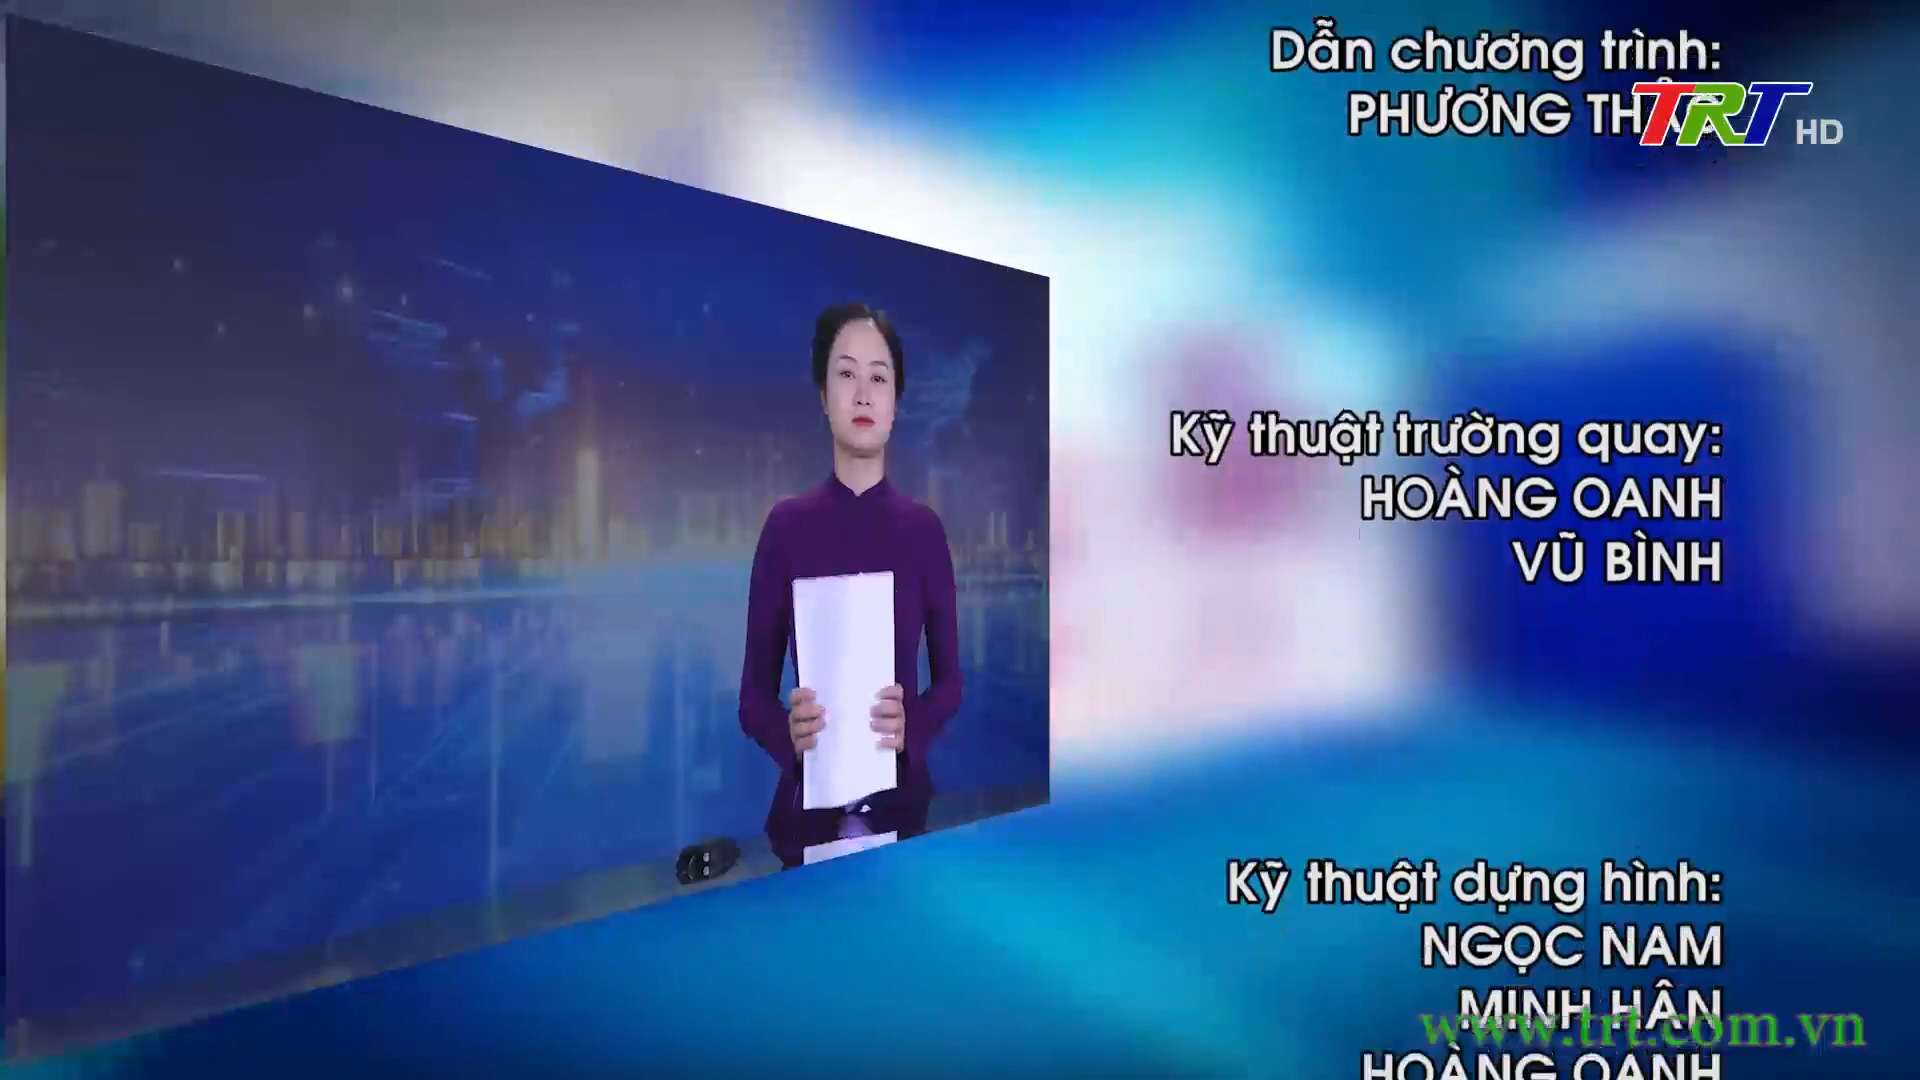 Dẫn chương trình:
PHƯƠNG
TRT HD
Kỹ thuật trường quay:
HOÀNG OANH
VŨ BÌNH
Kỹ thuật dựng hình:
NGỌC NAM
MINH HÂN
www.trt.com.vn
HOÀNG OANH